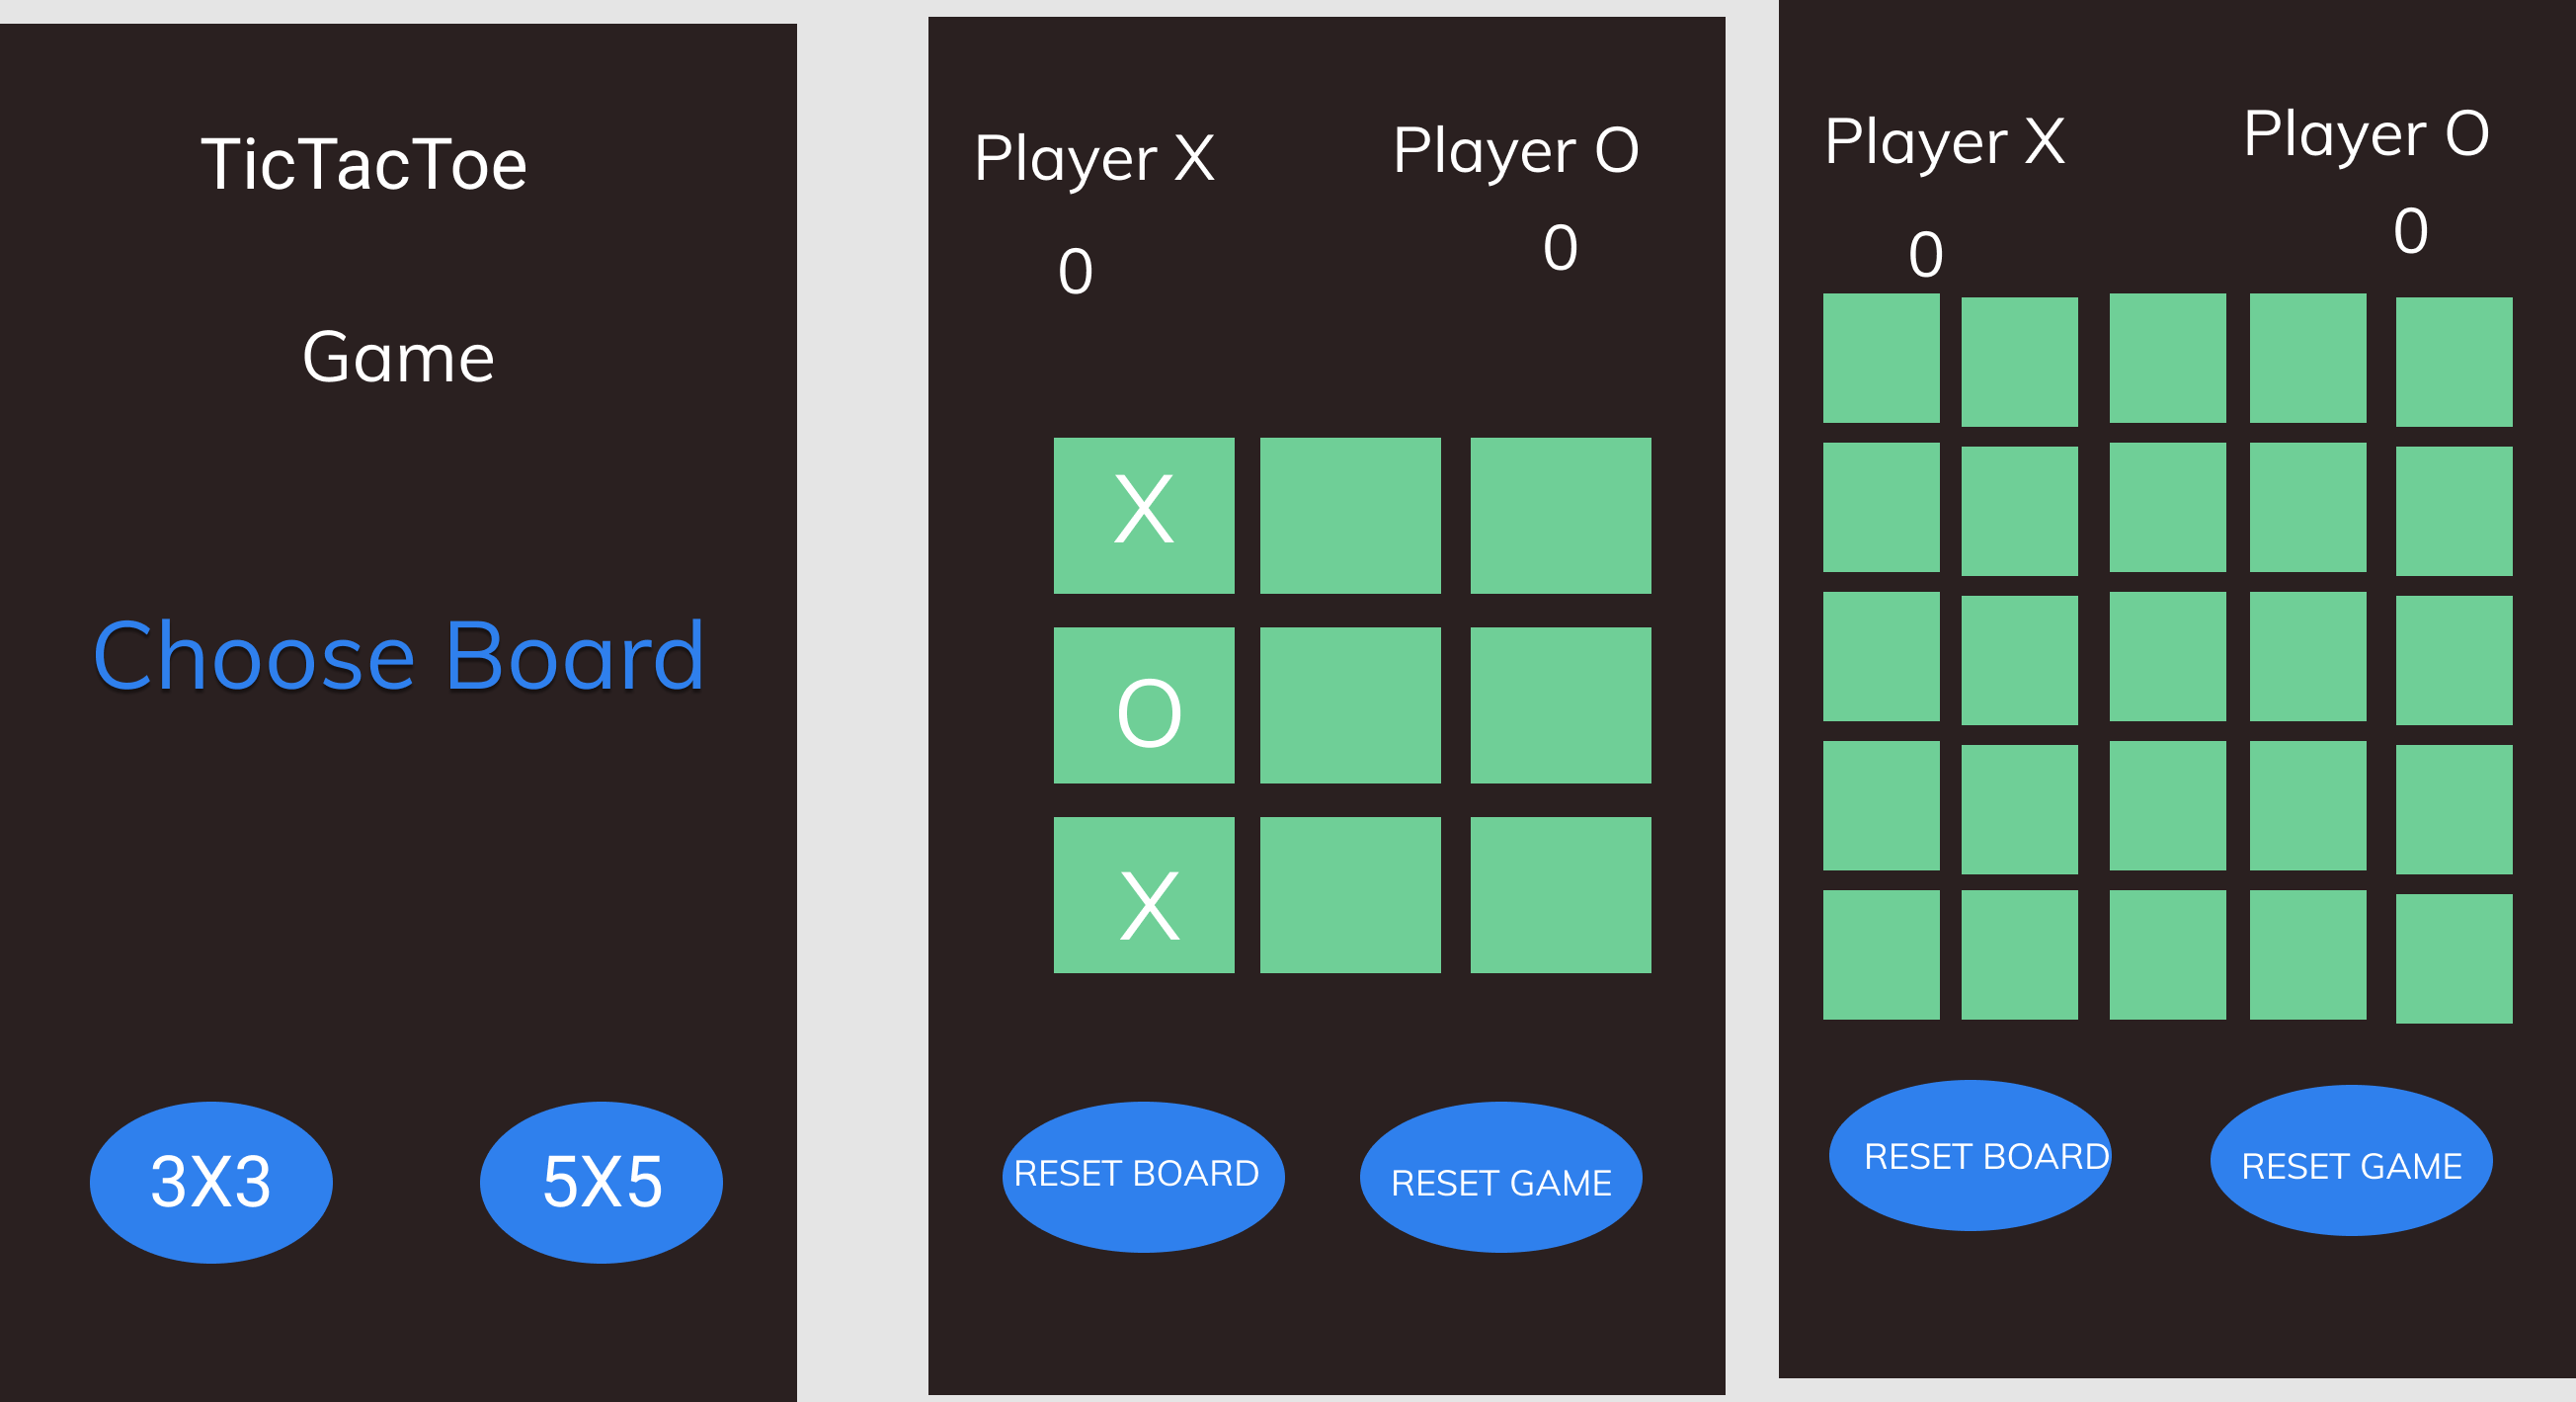 TicTacToe
Game
Choose Board
3X3
5X5
Player X
Player O
0
0
X
O
X
RESET BOARD
RESET GAME
Player X
Player O
0
0
RESET BOARD
RESET GAME